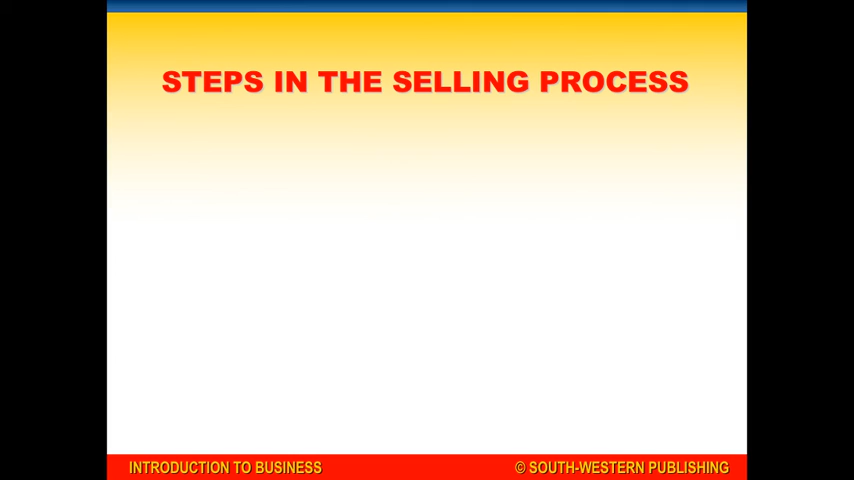 STEPS IN THE SELLING PROCESS
INTRODUCTION TO BUSINESS
© SOUTH-WESTERN PUBLISHING